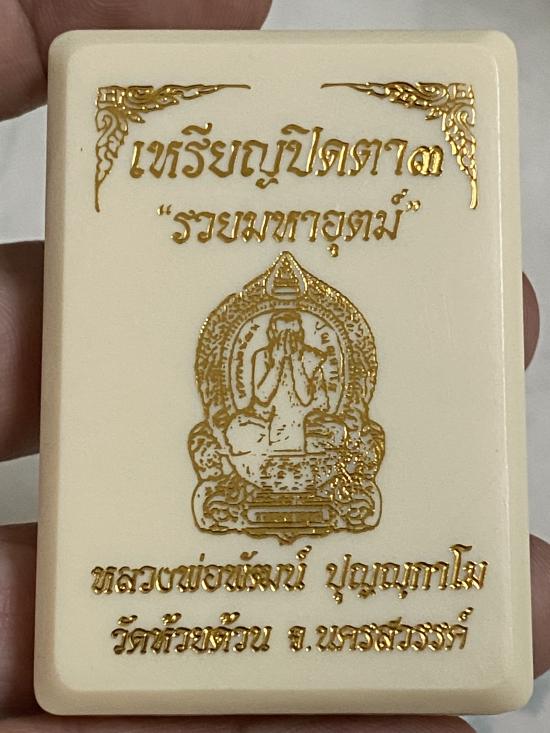 เหรียญปิดตา๓
“รวยมหาอุตม์”
หลวงพ่อพัฒน์ ปุญญกาโม
วัดห้วยด้วน จ.นครสวรรค์